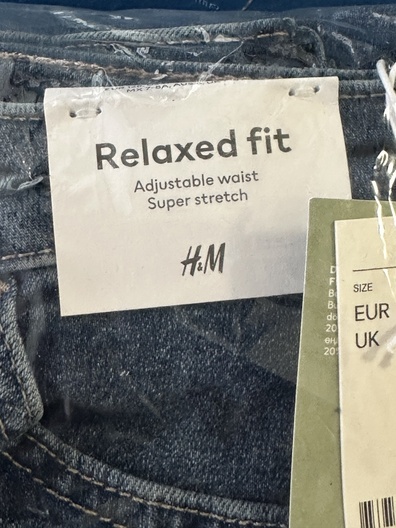 Relaxed fit
Adjustable waist
Super stretch
H&M
SIZE
EUR
UK